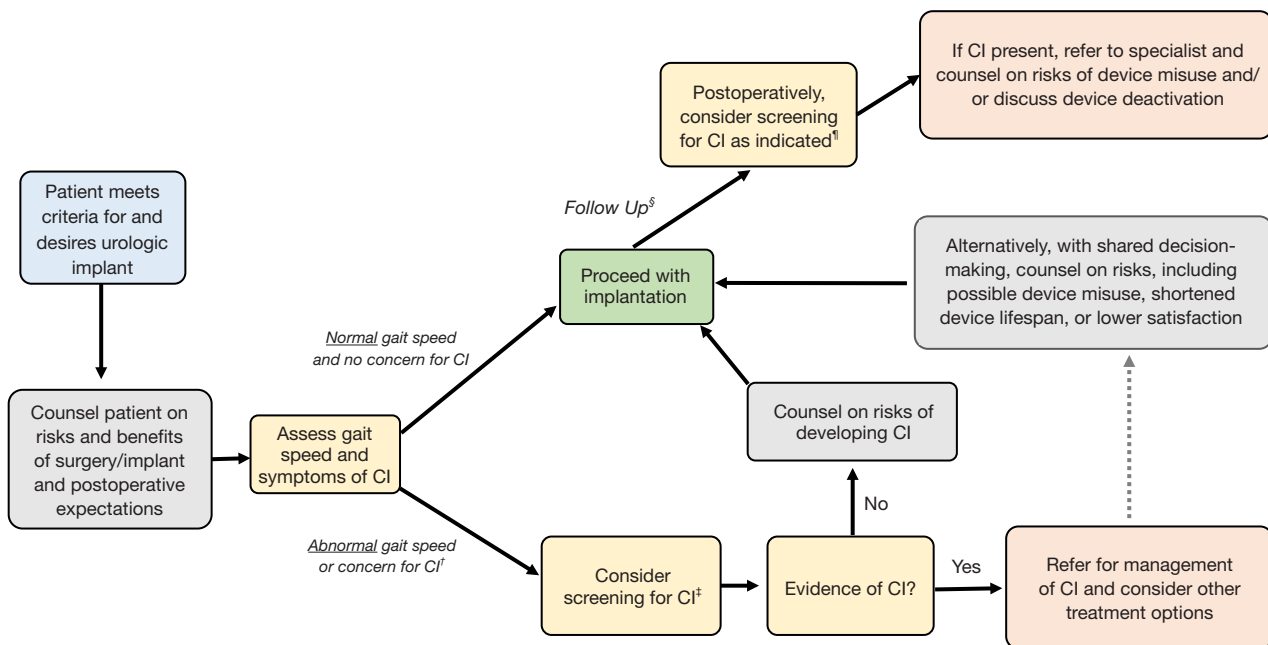 Patient meets
criteria for and
desires urologic
implant
Counsel patient on
risks and benefits
of surgery/implant
and postoperative
expectations
Assess gait
speed and
symptoms of CI
Normal gait speed
and no concern for CI
Abnormal gait speed
or concern for CI†
Proceed with
implantation
Follow Up§
Postoperatively,
consider screening
for CI as indicated¶
If CI present, refer to specialist and
counsel on risks of device misuse and/
or discuss device deactivation
Alternatively, with shared decision-
making, counsel on risks, including
possible device misuse, shortened
device lifespan, or lower satisfaction
Counsel on risks of
developing CI
No
Consider
screening for CI‡
Evidence of CI?
Yes
Refer for management
of CI and consider other
treatment options